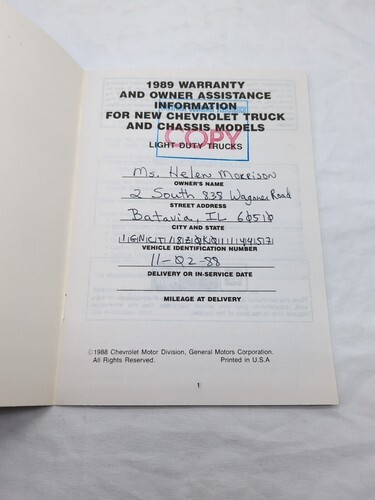 1989 WARRANTY
AND OWNER ASSISTANCE
INFORMATION
FOR NEW CHEVROLET TRUCK
AND CHASSIS MODELS
COPY
LIGHT DUTY TRUCKS
Ms. Helen Morrison
OWNER'S NAME
2 South 838 Wagoner Road
STREET ADDRESS
Batavia, IL 60510
CITY AND STATE
VEHICLE IDENTIFICATION NUMBER
11-02-88
DELIVERY OR IN-SERVICE DATE
MILEAGE AT DELIVERY
©1988 Chevrolet Motor Division, General Motors Corporation.
All Rights Reserved. Printed in U.S.A
1